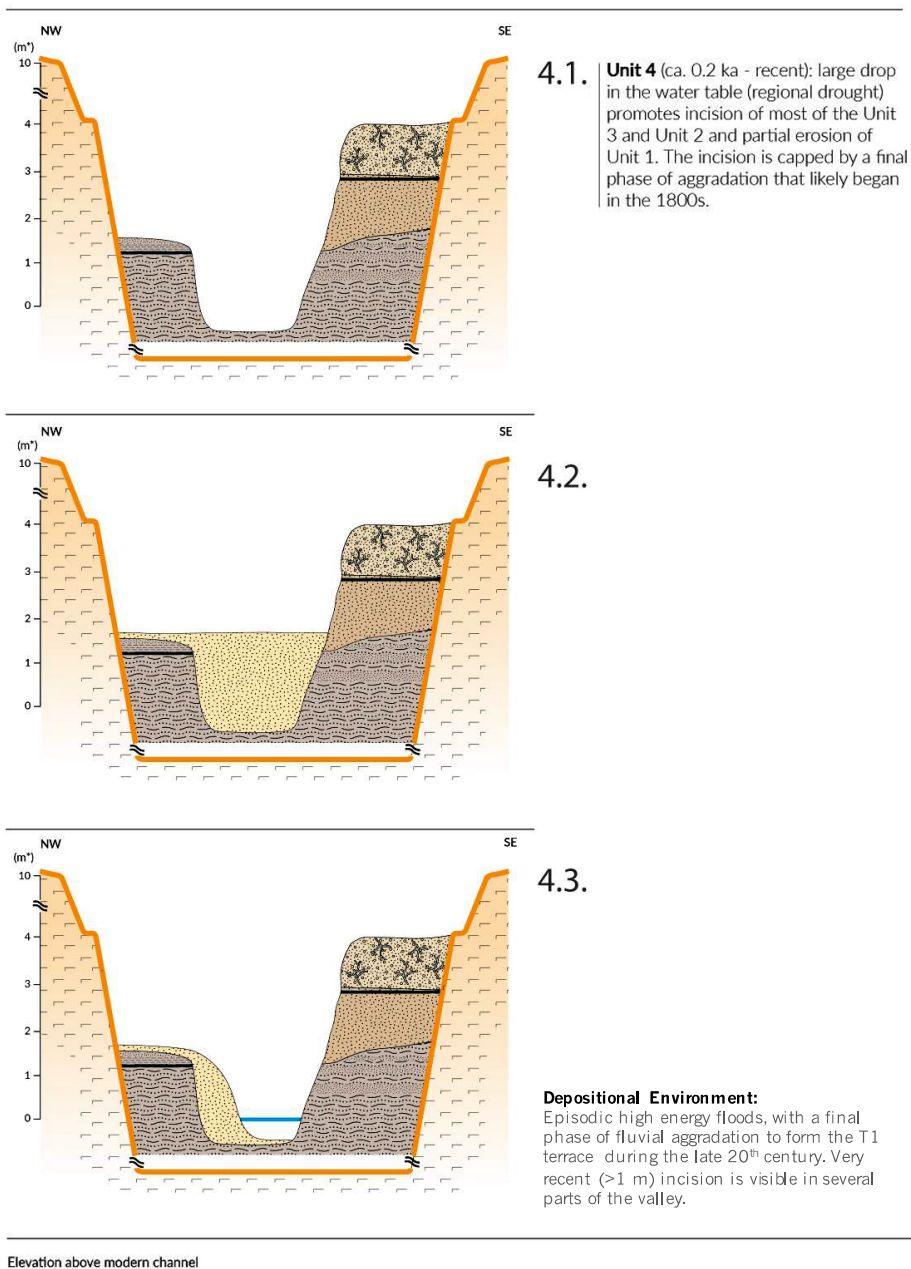 NW
SE
(m*)
10
4
3
2
1
0
4.1.
Unit 4 (ca. 0.2 ka - recent): large drop
in the water table (regional drought)
promotes incision of most of the Unit
3 and Unit 2 and partial erosion of
Unit 1. The incision is capped by a final
phase of aggradation that likely began
in the 1800s.
NW
SE
(m*)
10
4
3
2
1
0
4.2.
NW
SE
(m*)
10
4
3
2
1
0
4.3.
Depositional Environment:
Episodic high energy floods, with a final
phase of fluvial aggradation to form the T1
terrace during the late 20th century. Very
recent (>1 m) incision is visible in several
parts of the valley.
Elevation above modern channel